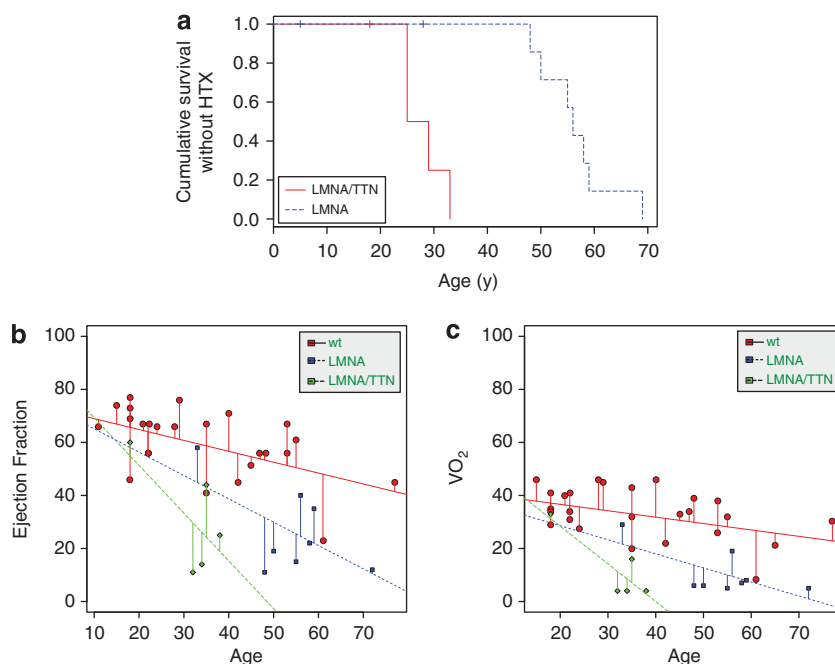 a
Cumulative survival
without HTX
1.0
0.8
0.6
0.4
0.2
0.0
LMNA/TTN
LMNA
0 10 20 30 40 50 60 70
Age (y)
b
Ejection Fraction
100
80
60
40
20
0
wt
LMNA
LMNA/TTN
10 20 30 40 50 60 70
Age
c
VO2
100
80
60
40
20
0
wt
LMNA
LMNA/TTN
20 30 40 50 60 70
Age